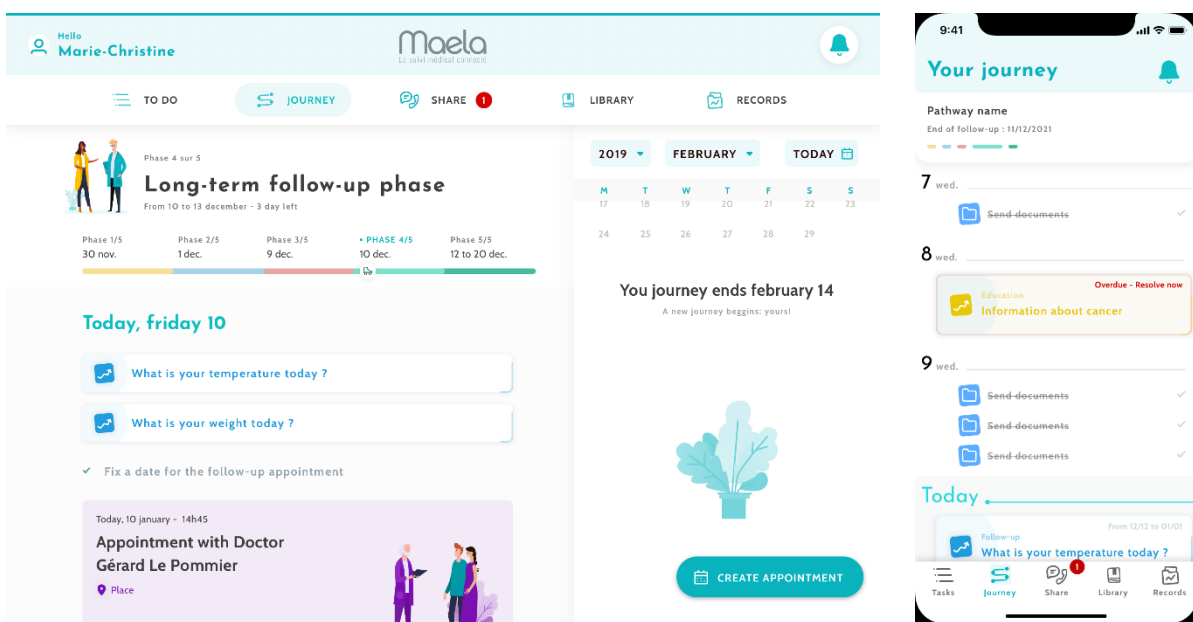 Hello
Marie-Christine
Maela
Le suivi médical connecté
TO DO
JOURNEY
SHARE 1
LIBRARY
RECORDS
Phase 4 sur 5
Long-term follow-up phase
From 10 to 13 december - 3 day left
Phase 1/5 Phase 2/5 Phase 3/5 • PHASE 4/5 Phase 5/5
30 nov. 1 dec. 9 dec. 10 dec. 12 to 20 dec.
Today, friday 10
What is your temperature today ?
What is your weight today ?
Fix a date for the follow-up appointment
Today, 10 january - 14h45
Appointment with Doctor
Gérard Le Pommier
Place
2019 FEBRUARY TODAY
M T W T F S S
17 18 19 20 21 22 23
24 25 26 27 28 29
You journey ends february 14
A new journey beggins: yours!
CREATE APPOINTMENT
9:41
Your journey
Pathway name
End of follow-up : 11/12/2021
7 wed.
Send documents
8 wed.
Overdue - Resolve now
Education
Information about cancer
9 wed.
Send documents
Send documents
Send documents
Today
From 12/12 to 01/01
Follow-up
What is your temperature today ?
1
Tasks Journey Share Library Records